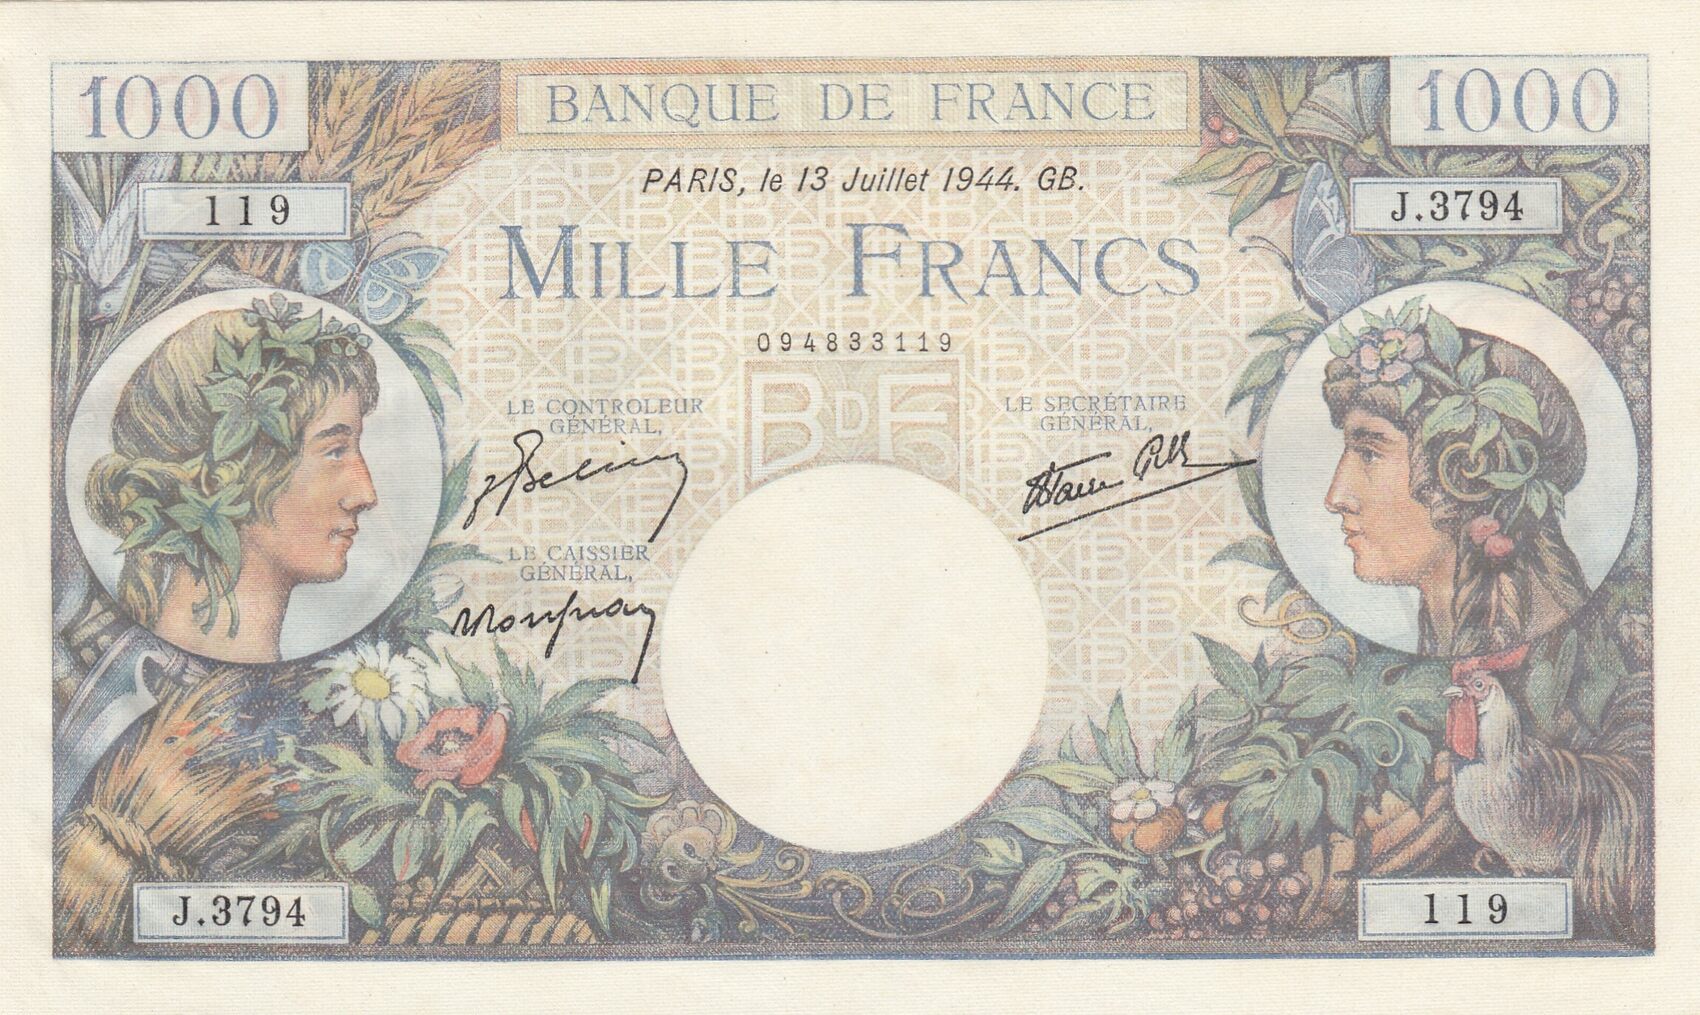 1000
BANQUE DE FRANCE
1000
PARIS, le 13 Juillet 1944. GB.
119
J.3794
MILLE FRANCS
094833119
BDF
LE CONTROLEUR
GÉNÉRAL,
LE SECRÉTAIRE
GÉNÉRAL,
LE CAISSIER
GÉNÉRAL,
J.3794
119